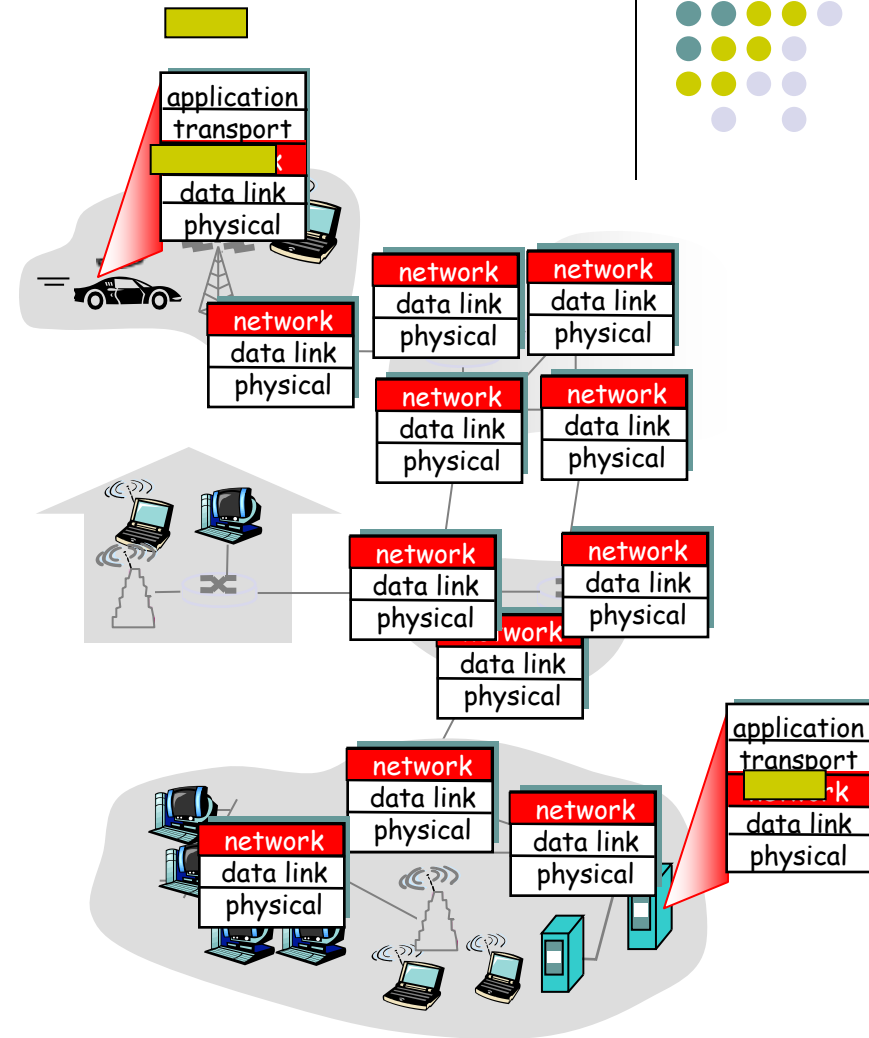 application
transport
data link
physical
network
data link
physical
network
data link
physical
network
data link
physical
network
data link
physical
network
data link
physical
network
data link
physical
network
data link
physical
data link
physical
application
transport
data link
physical
network
data link
physical
network
data link
physical
network
data link
physical